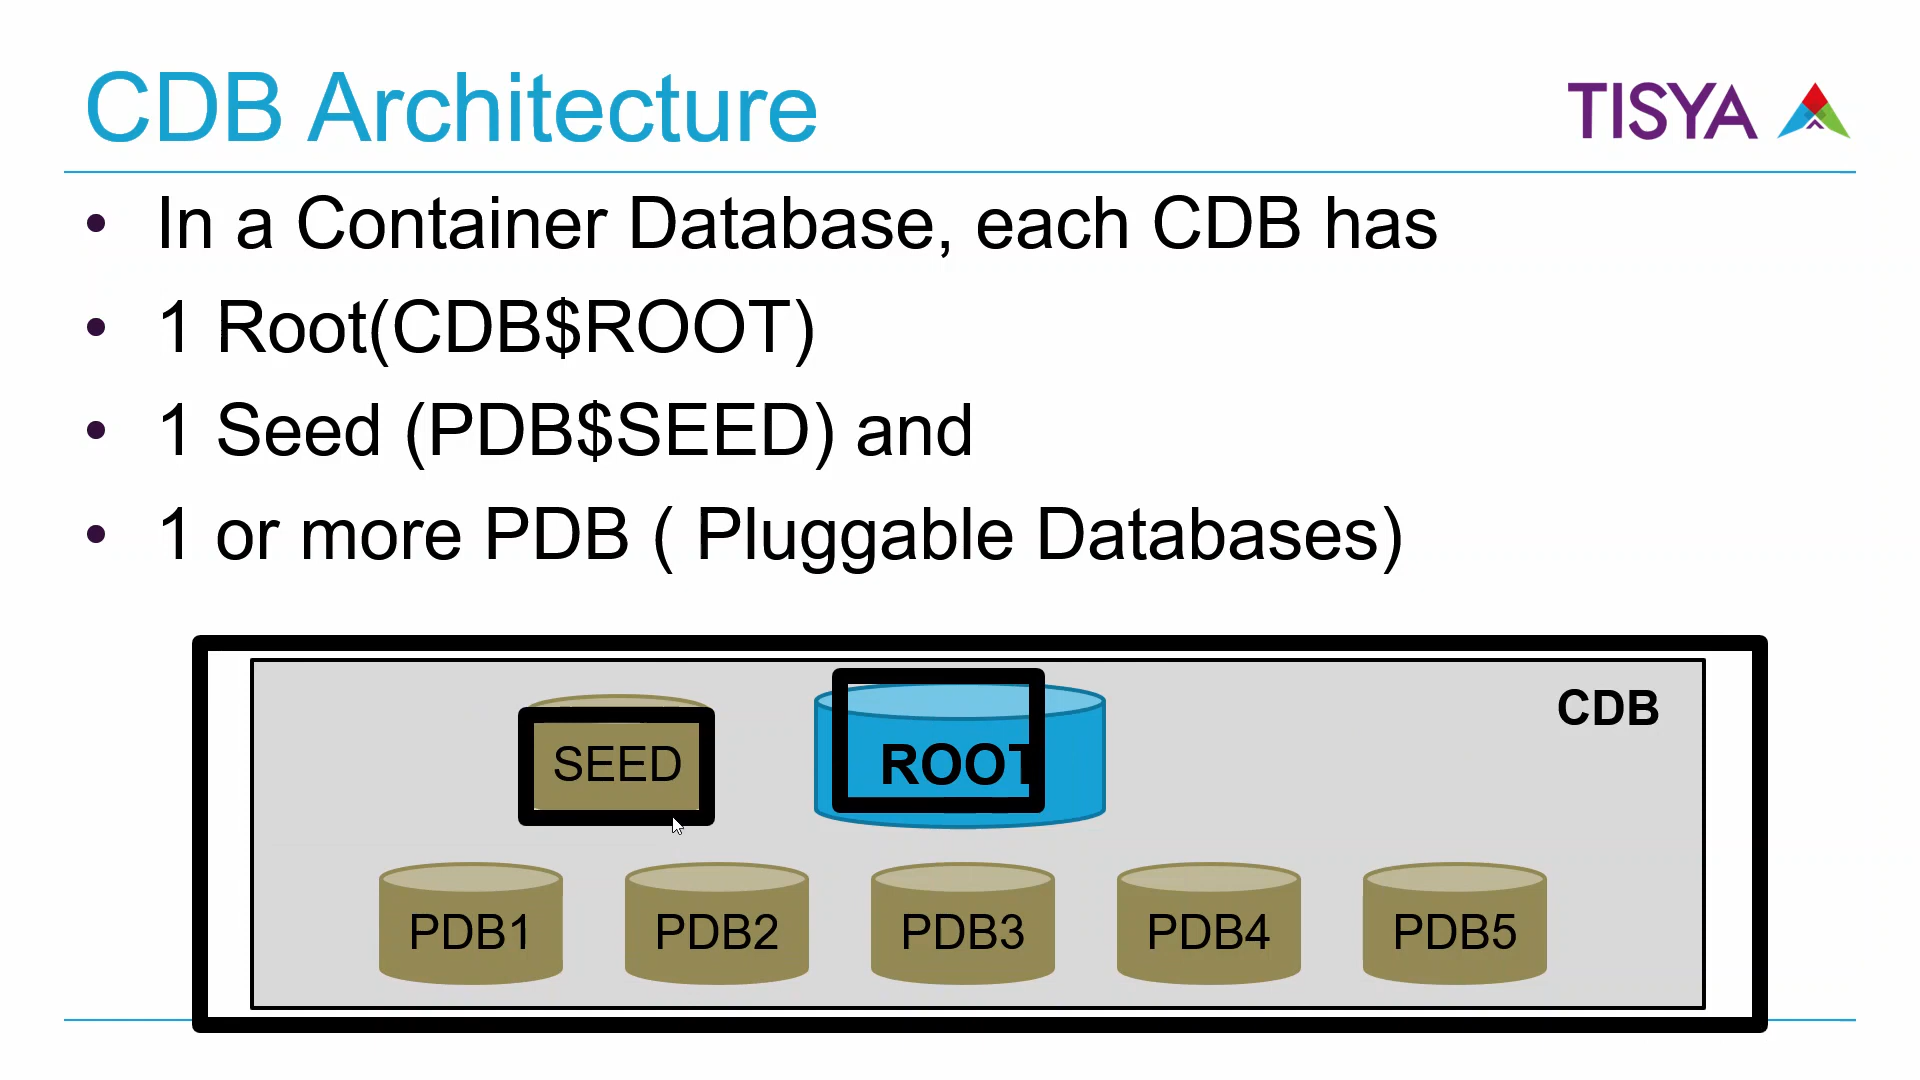 CDB Architecture
TISYA
• In a Container Database, each CDB has
• 1 Root(CDB$ROOT)
• 1 Seed (PDB$SEED) and
• 1 or more PDB ( Pluggable Databases)
CDB
SEED
ROOT
PDB1
PDB2
PDB3
PDB4
PDB5